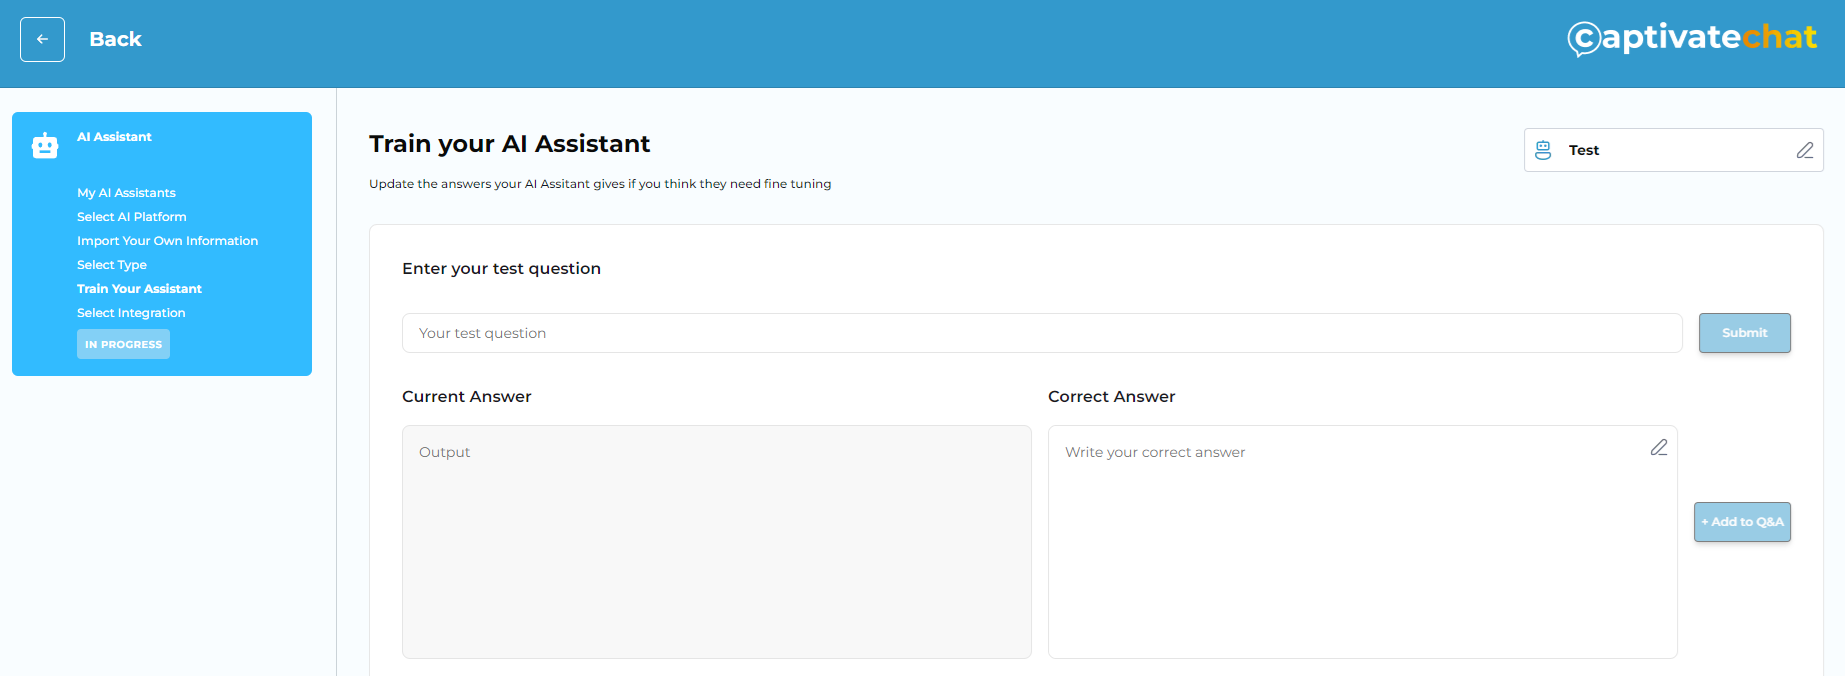 Back
captivatechat
AI Assistant
My AI Assistants
Select AI Platform
Import Your Own Information
Select Type
Train Your Assistant
Select Integration
IN PROGRESS
Train your AI Assistant
Test
Update the answers your AI Assitant gives if you think they need fine tuning
Enter your test question
Your test question
Submit
Current Answer
Correct Answer
Output
Write your correct answer
+ Add to Q&A